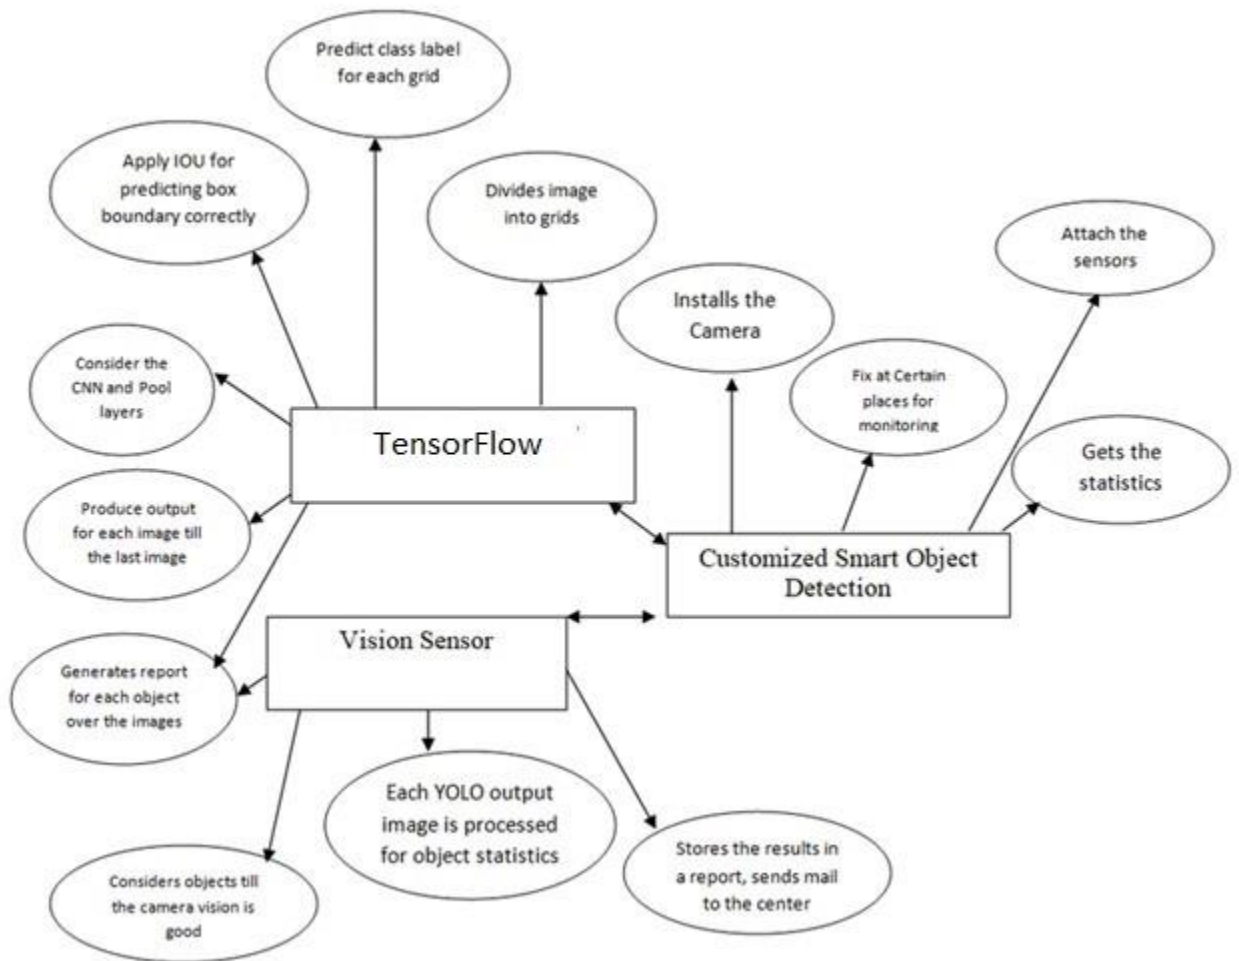 Predict class label
for each grid
Apply IOU for
predicting box
boundary correctly
Divides image
into grids
Attach the
sensors
Installs the
Camera
Consider the
CNN and Pool
layers
Fix at Certain
places for
monitoring
TensorFlow
Gets the
statistics
Produce output
for each image till
the last image
Customized Smart Object
Detection
Vision Sensor
Generates report
for each object
over the images
Each YOLO output
image is processed
for object statistics
Stores the results in
a report, sends mail
to the center
Considers objects till
the camera vision is
good